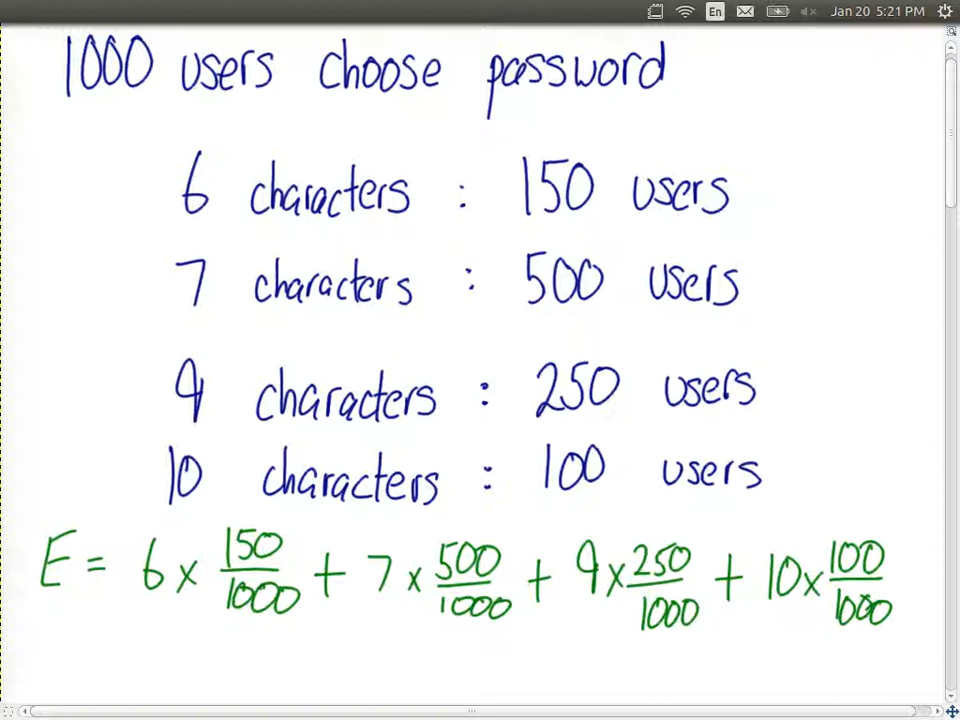 En Jan 20 5:21 PM
1000 users choose password
6 characters : 150 users
7 characters : 500 users
9 characters : 250 users
10 characters : 100 users
E = 6 × 150/1000 + 7 × 500/1000 + 9 × 250/1000 + 10 × 100/1000